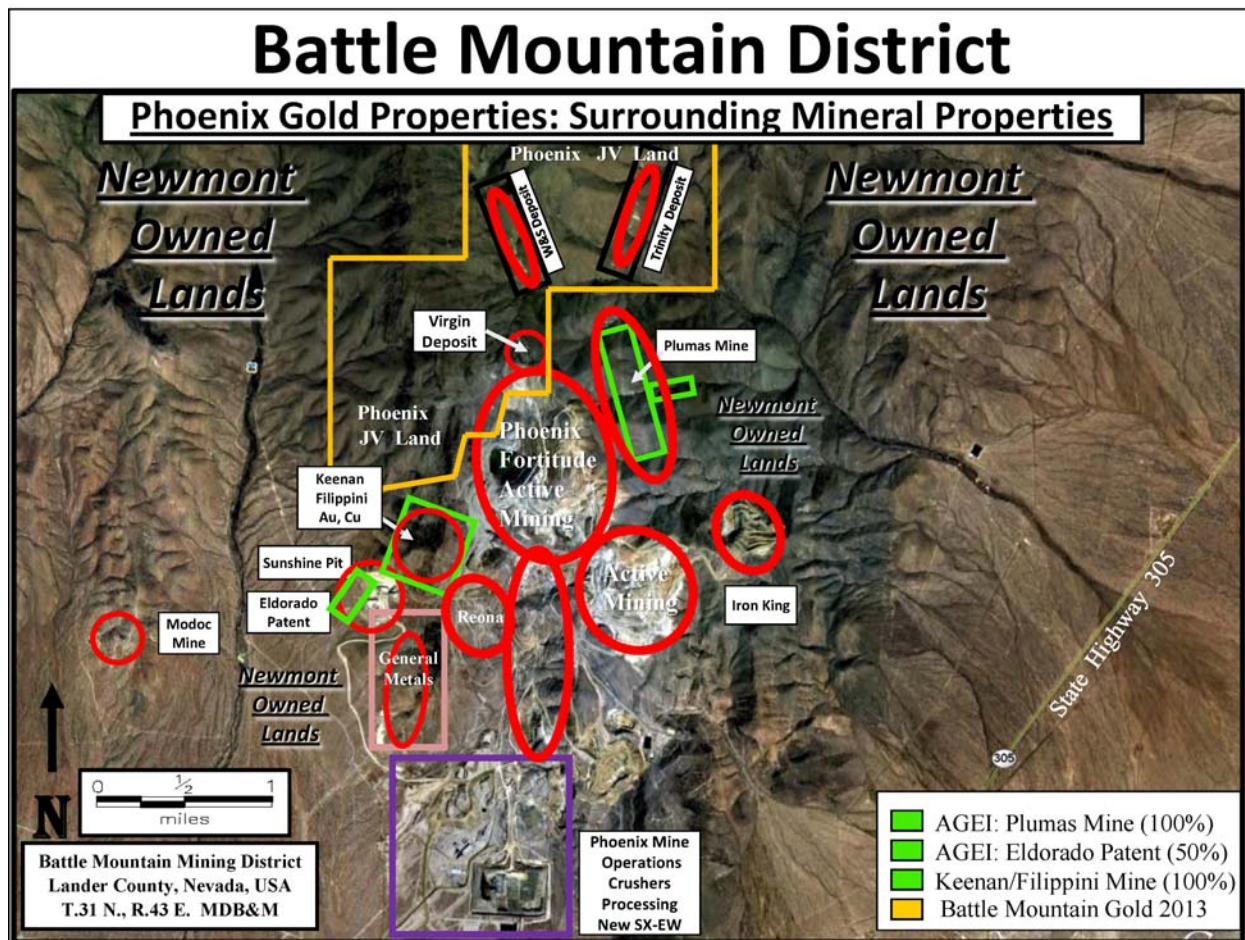 Battle Mountain District
Phoenix Gold Properties: Surrounding Mineral Properties
Newmont
Owned
Lands
Phoenix JV Land
Newmont
Owned
Lands
W&S Deposit
Trinity Deposit
Virgin
Deposit
Plumas Mine
Phoenix
JV Land
Newmont
Owned
Lands
Phoenix
Fortitude
Active
Mining
Keenan
Filippini
Au, Cu
Sunshine Pit
Eldorado
Patent
Modoc
Mine
Reona
Active
Mining
Iron King
General
Metals
Newmont
Owned
Lands
State Highway 305
305
N
0 ½ 1
miles
Battle Mountain Mining District
Lander County, Nevada, USA
T.31 N., R.43 E. MDB&M
Phoenix Mine
Operations
Crushers
Processing
New SX-EW
AGEI: Plumas Mine (100%)
AGEI: Eldorado Patent (50%)
Keenan/Filippini Mine (100%)
Battle Mountain Gold 2013